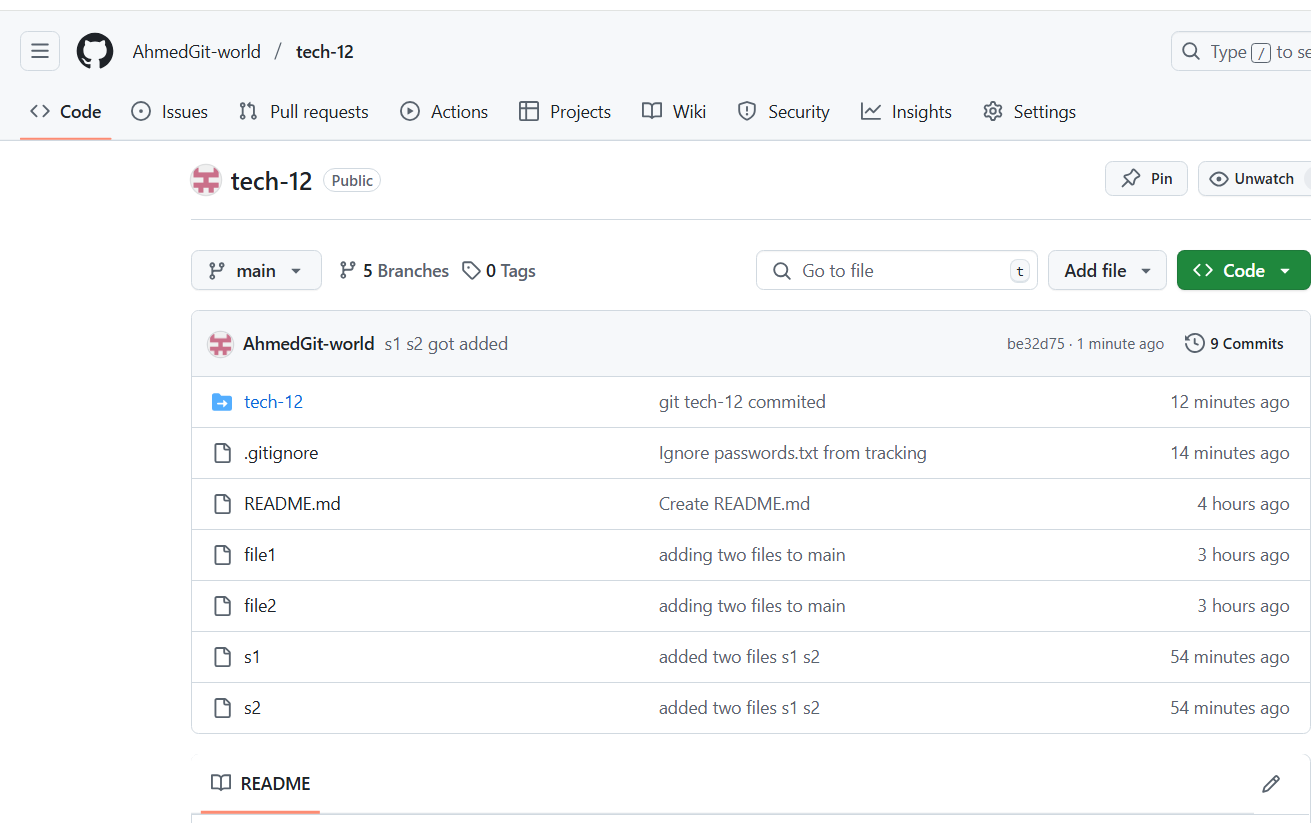 AhmedGit-world / tech-12
Type / to se
Code Issues Pull requests Actions Projects Wiki Security Insights Settings
tech-12 Public
Pin Unwatch
main 5 Branches 0 Tags Go to file t Add file Code
AhmedGit-world s1 s2 got added be32d75 · 1 minute ago 9 Commits
tech-12 git tech-12 commited 12 minutes ago
.gitignore Ignore passwords.txt from tracking 14 minutes ago
README.md Create README.md 4 hours ago
file1 adding two files to main 3 hours ago
file2 adding two files to main 3 hours ago
s1 added two files s1 s2 54 minutes ago
s2 added two files s1 s2 54 minutes ago
README